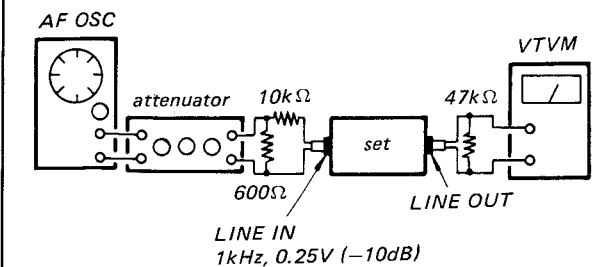 AF OSC
VTVM
attenuator
10kΩ
47kΩ
set
600Ω
LINE OUT
LINE IN
1kHz, 0.25V (−10dB)